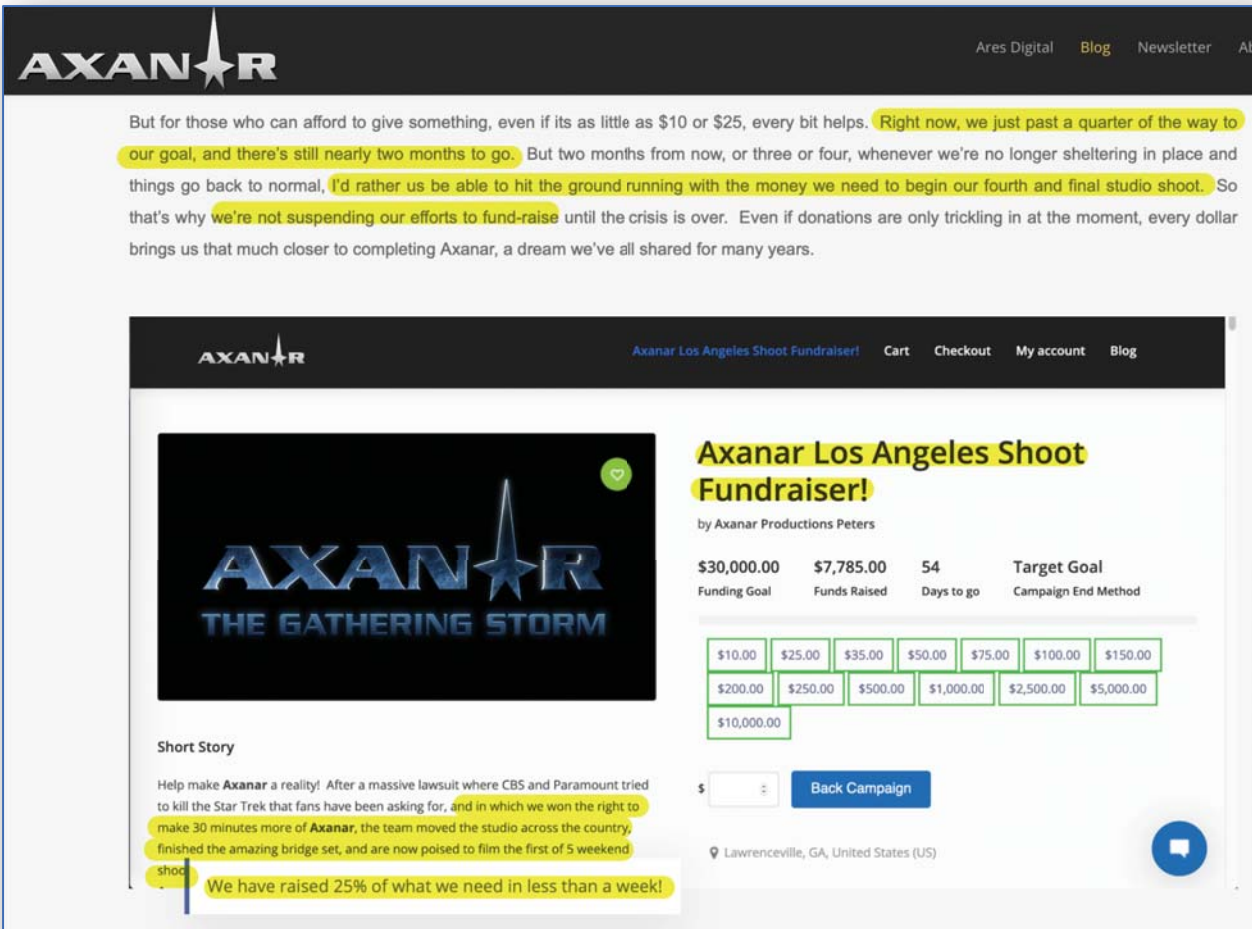 AXANAR
Ares Digital Blog Newsletter Ab
But for those who can afford to give something, even if its as little as $10 or $25, every bit helps. Right now, we just past a quarter of the way to
our goal, and there's still nearly two months to go. But two months from now, or three or four, whenever we're no longer sheltering in place and
things go back to normal, I'd rather us be able to hit the ground running with the money we need to begin our fourth and final studio shoot. So
that's why we're not suspending our efforts to fund-raise until the crisis is over. Even if donations are only trickling in at the moment, every dollar
brings us that much closer to completing Axanar, a dream we've all shared for many years.
AXANAR
Axanar Los Angeles Shoot Fundraiser! Cart Checkout My account Blog
AXANAR
THE GATHERING STORM
Axanar Los Angeles Shoot
Fundraiser!
by Axanar Productions Peters
$30,000.00 $7,785.00 54 Target Goal
Funding Goal Funds Raised Days to go Campaign End Method
$10.00 $25.00 $35.00 $50.00 $75.00 $100.00 $150.00
$200.00 $250.00 $500.00 $1,000.00 $2,500.00 $5,000.00
$10,000.00
Short Story
Help make Axanar a reality! After a massive lawsuit where CBS and Paramount tried
to kill the Star Trek that fans have been asking for, and in which we won the right to
make 30 minutes more of Axanar, the team moved the studio across the country,
finished the amazing bridge set, and are now poised to film the first of 5 weekend
shoo
$ Back Campaign
Lawrenceville, GA, United States (US)
We have raised 25% of what we need in less than a week!